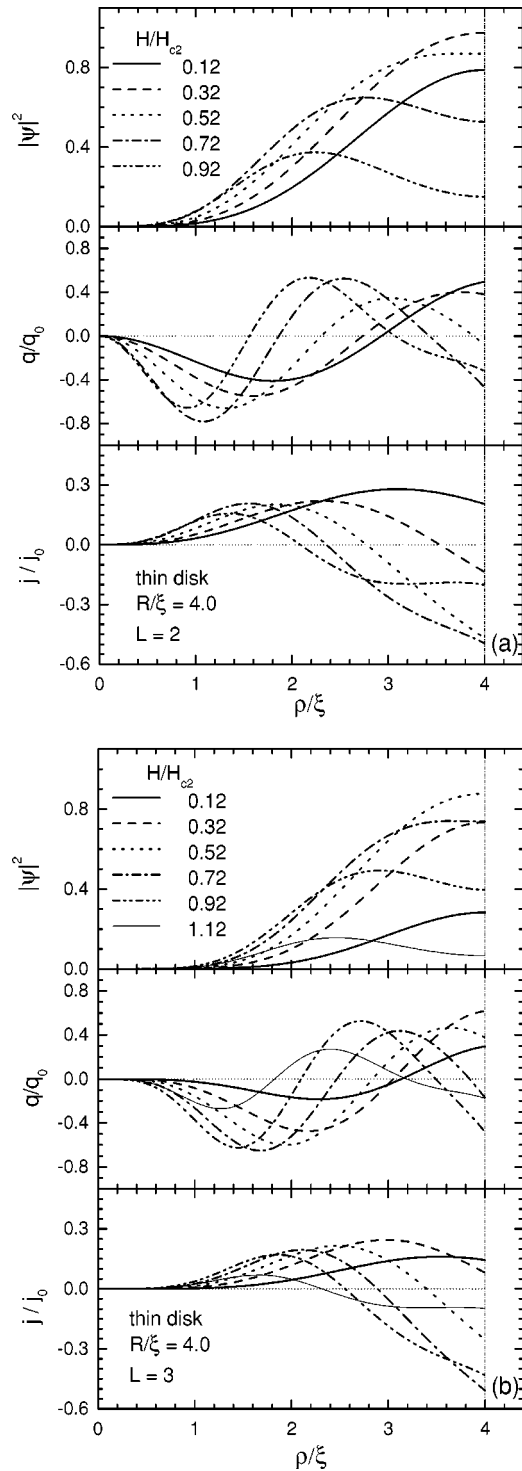 H/H_c2
0.12
0.32
0.52
0.72
0.92
|ψ|²
0.8
0.4
0.0
q/q₀
0.4
0.0
-0.4
-0.8
j / j₀
0.3
0.0
-0.3
-0.6
thin disk
R/ξ = 4.0
L = 2
(a)
0 1 2 3 4
ρ/ξ
H/H_c2
0.12
0.32
0.52
0.72
0.92
1.12
|ψ|²
0.8
0.4
0.0
q/q₀
0.4
0.0
-0.4
-0.8
j / j₀
0.3
0.0
-0.3
-0.6
thin disk
R/ξ = 4.0
L = 3
(b)
0 1 2 3 4
ρ/ξ